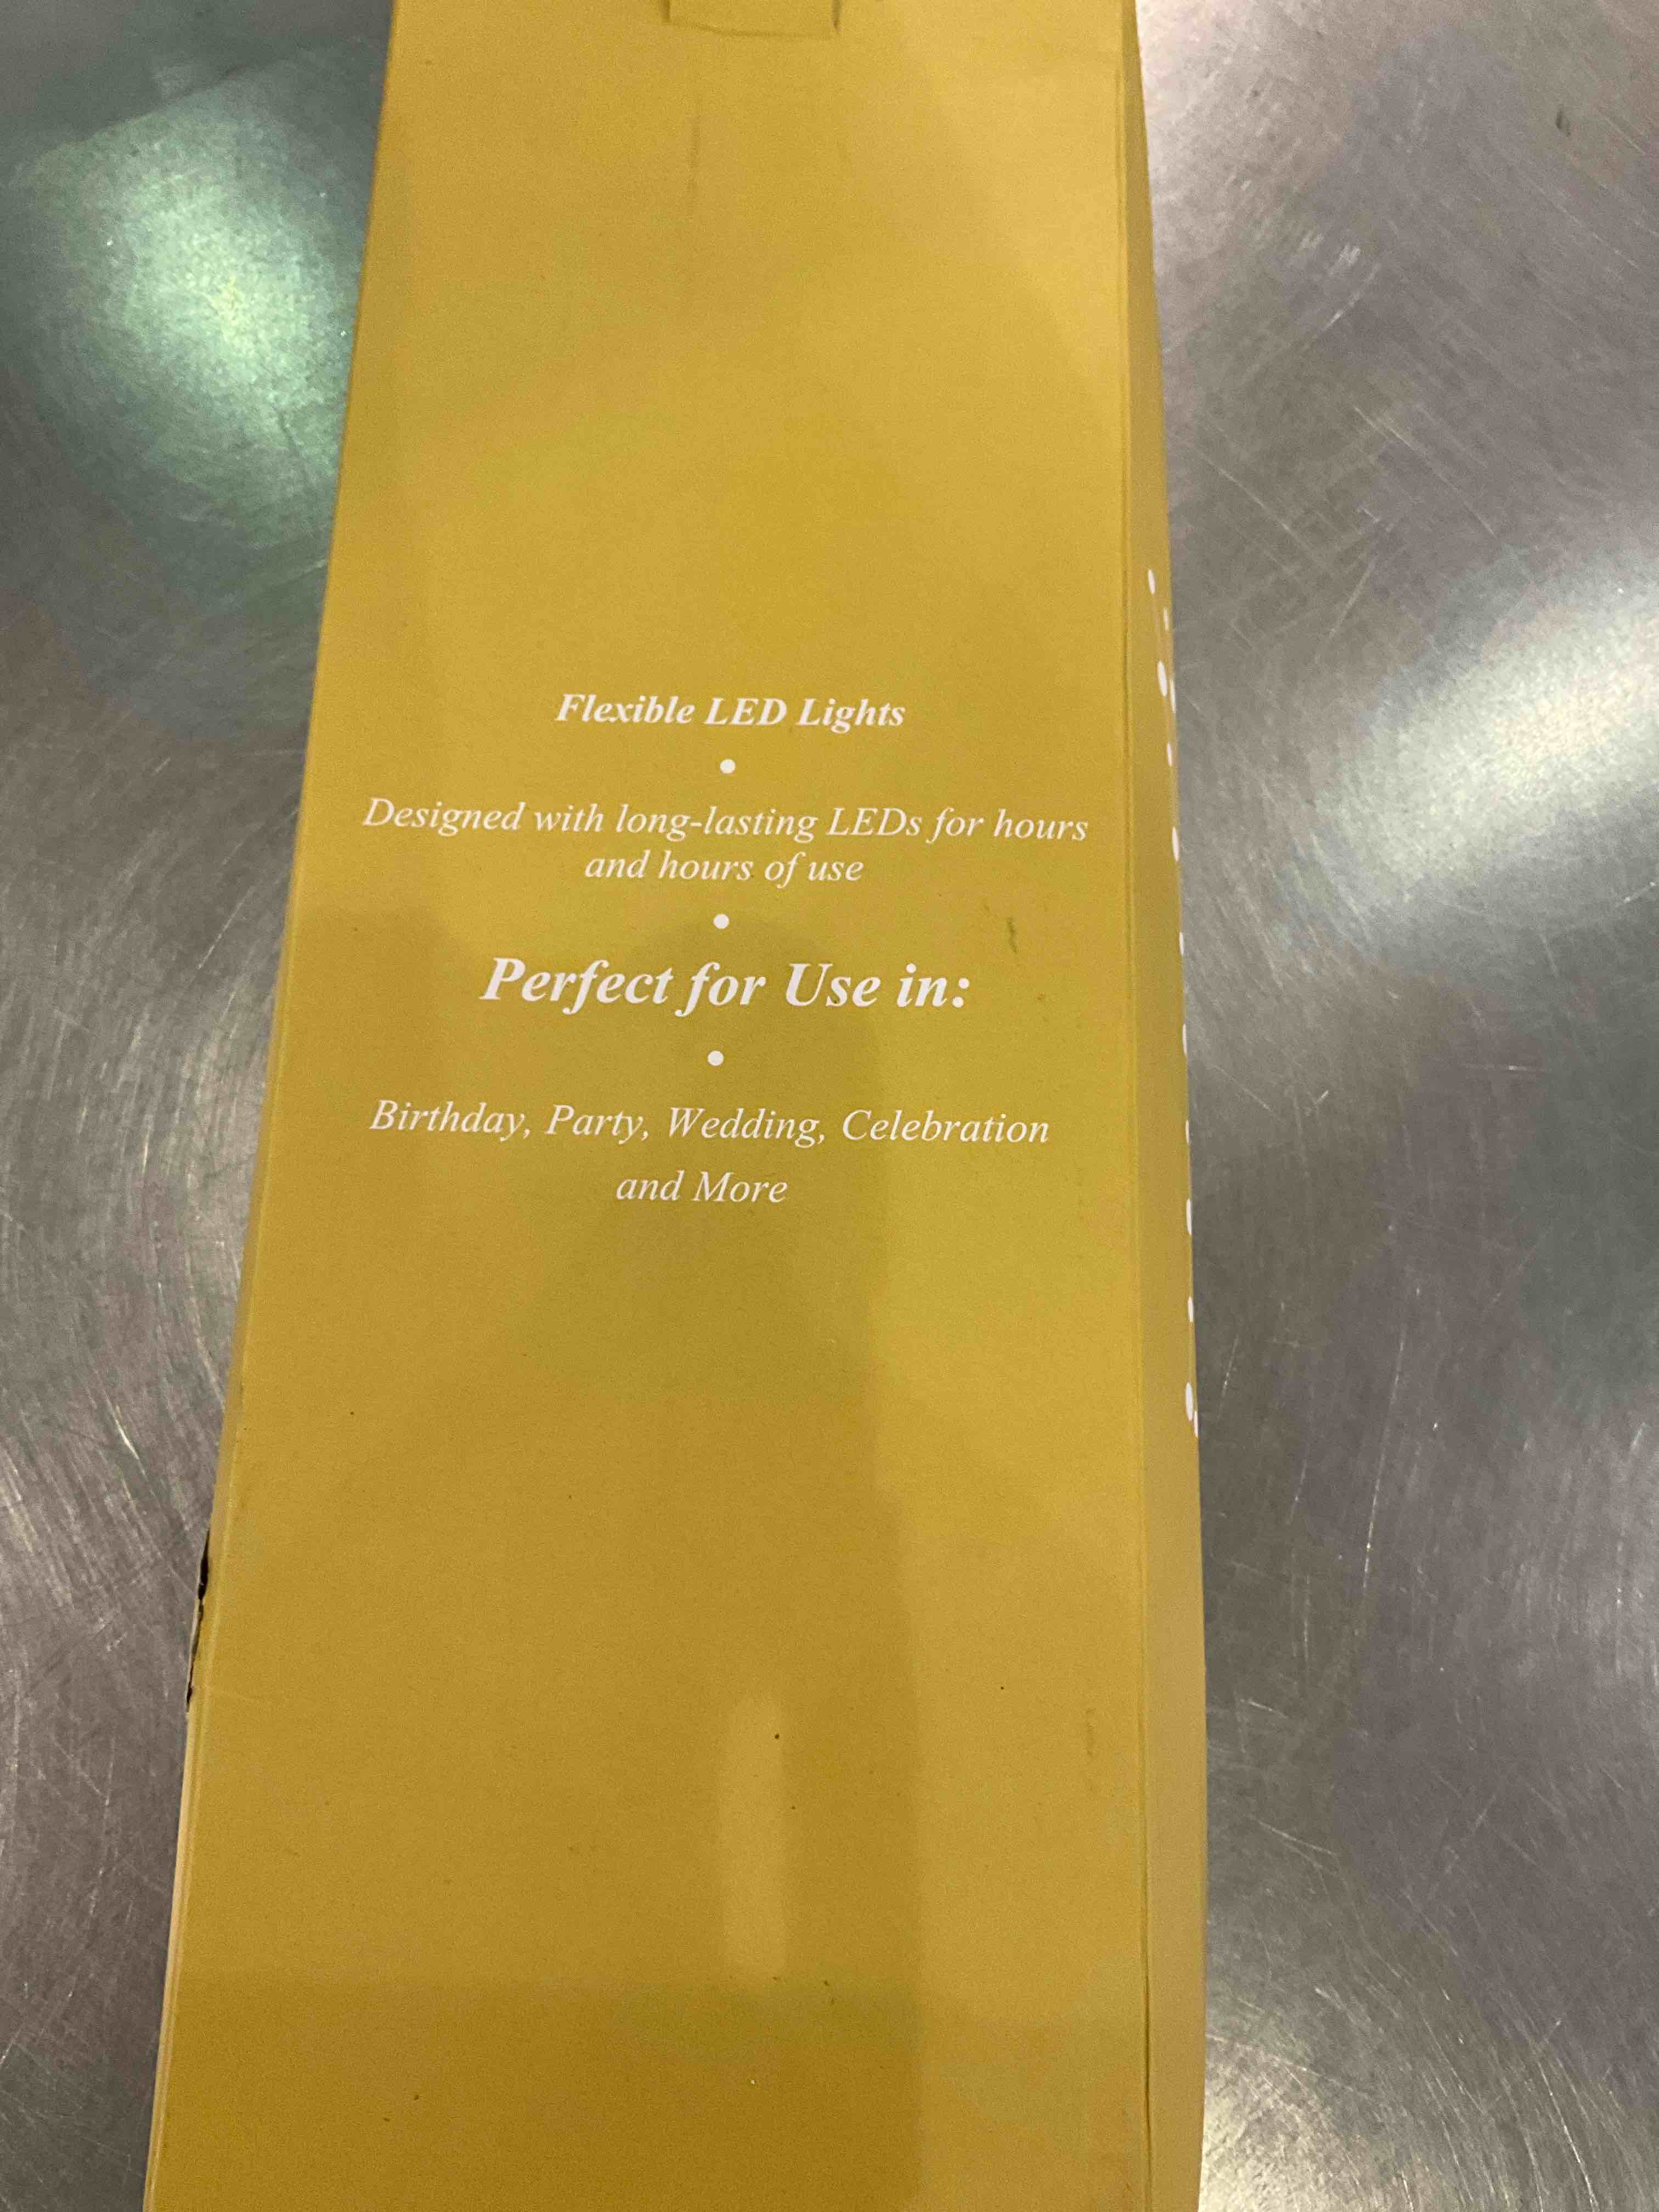 Flexible LED Lights
•
Designed with long-lasting LEDs for hours
and hours of use
•
Perfect for Use in:
•
Birthday, Party, Wedding, Celebration
and More